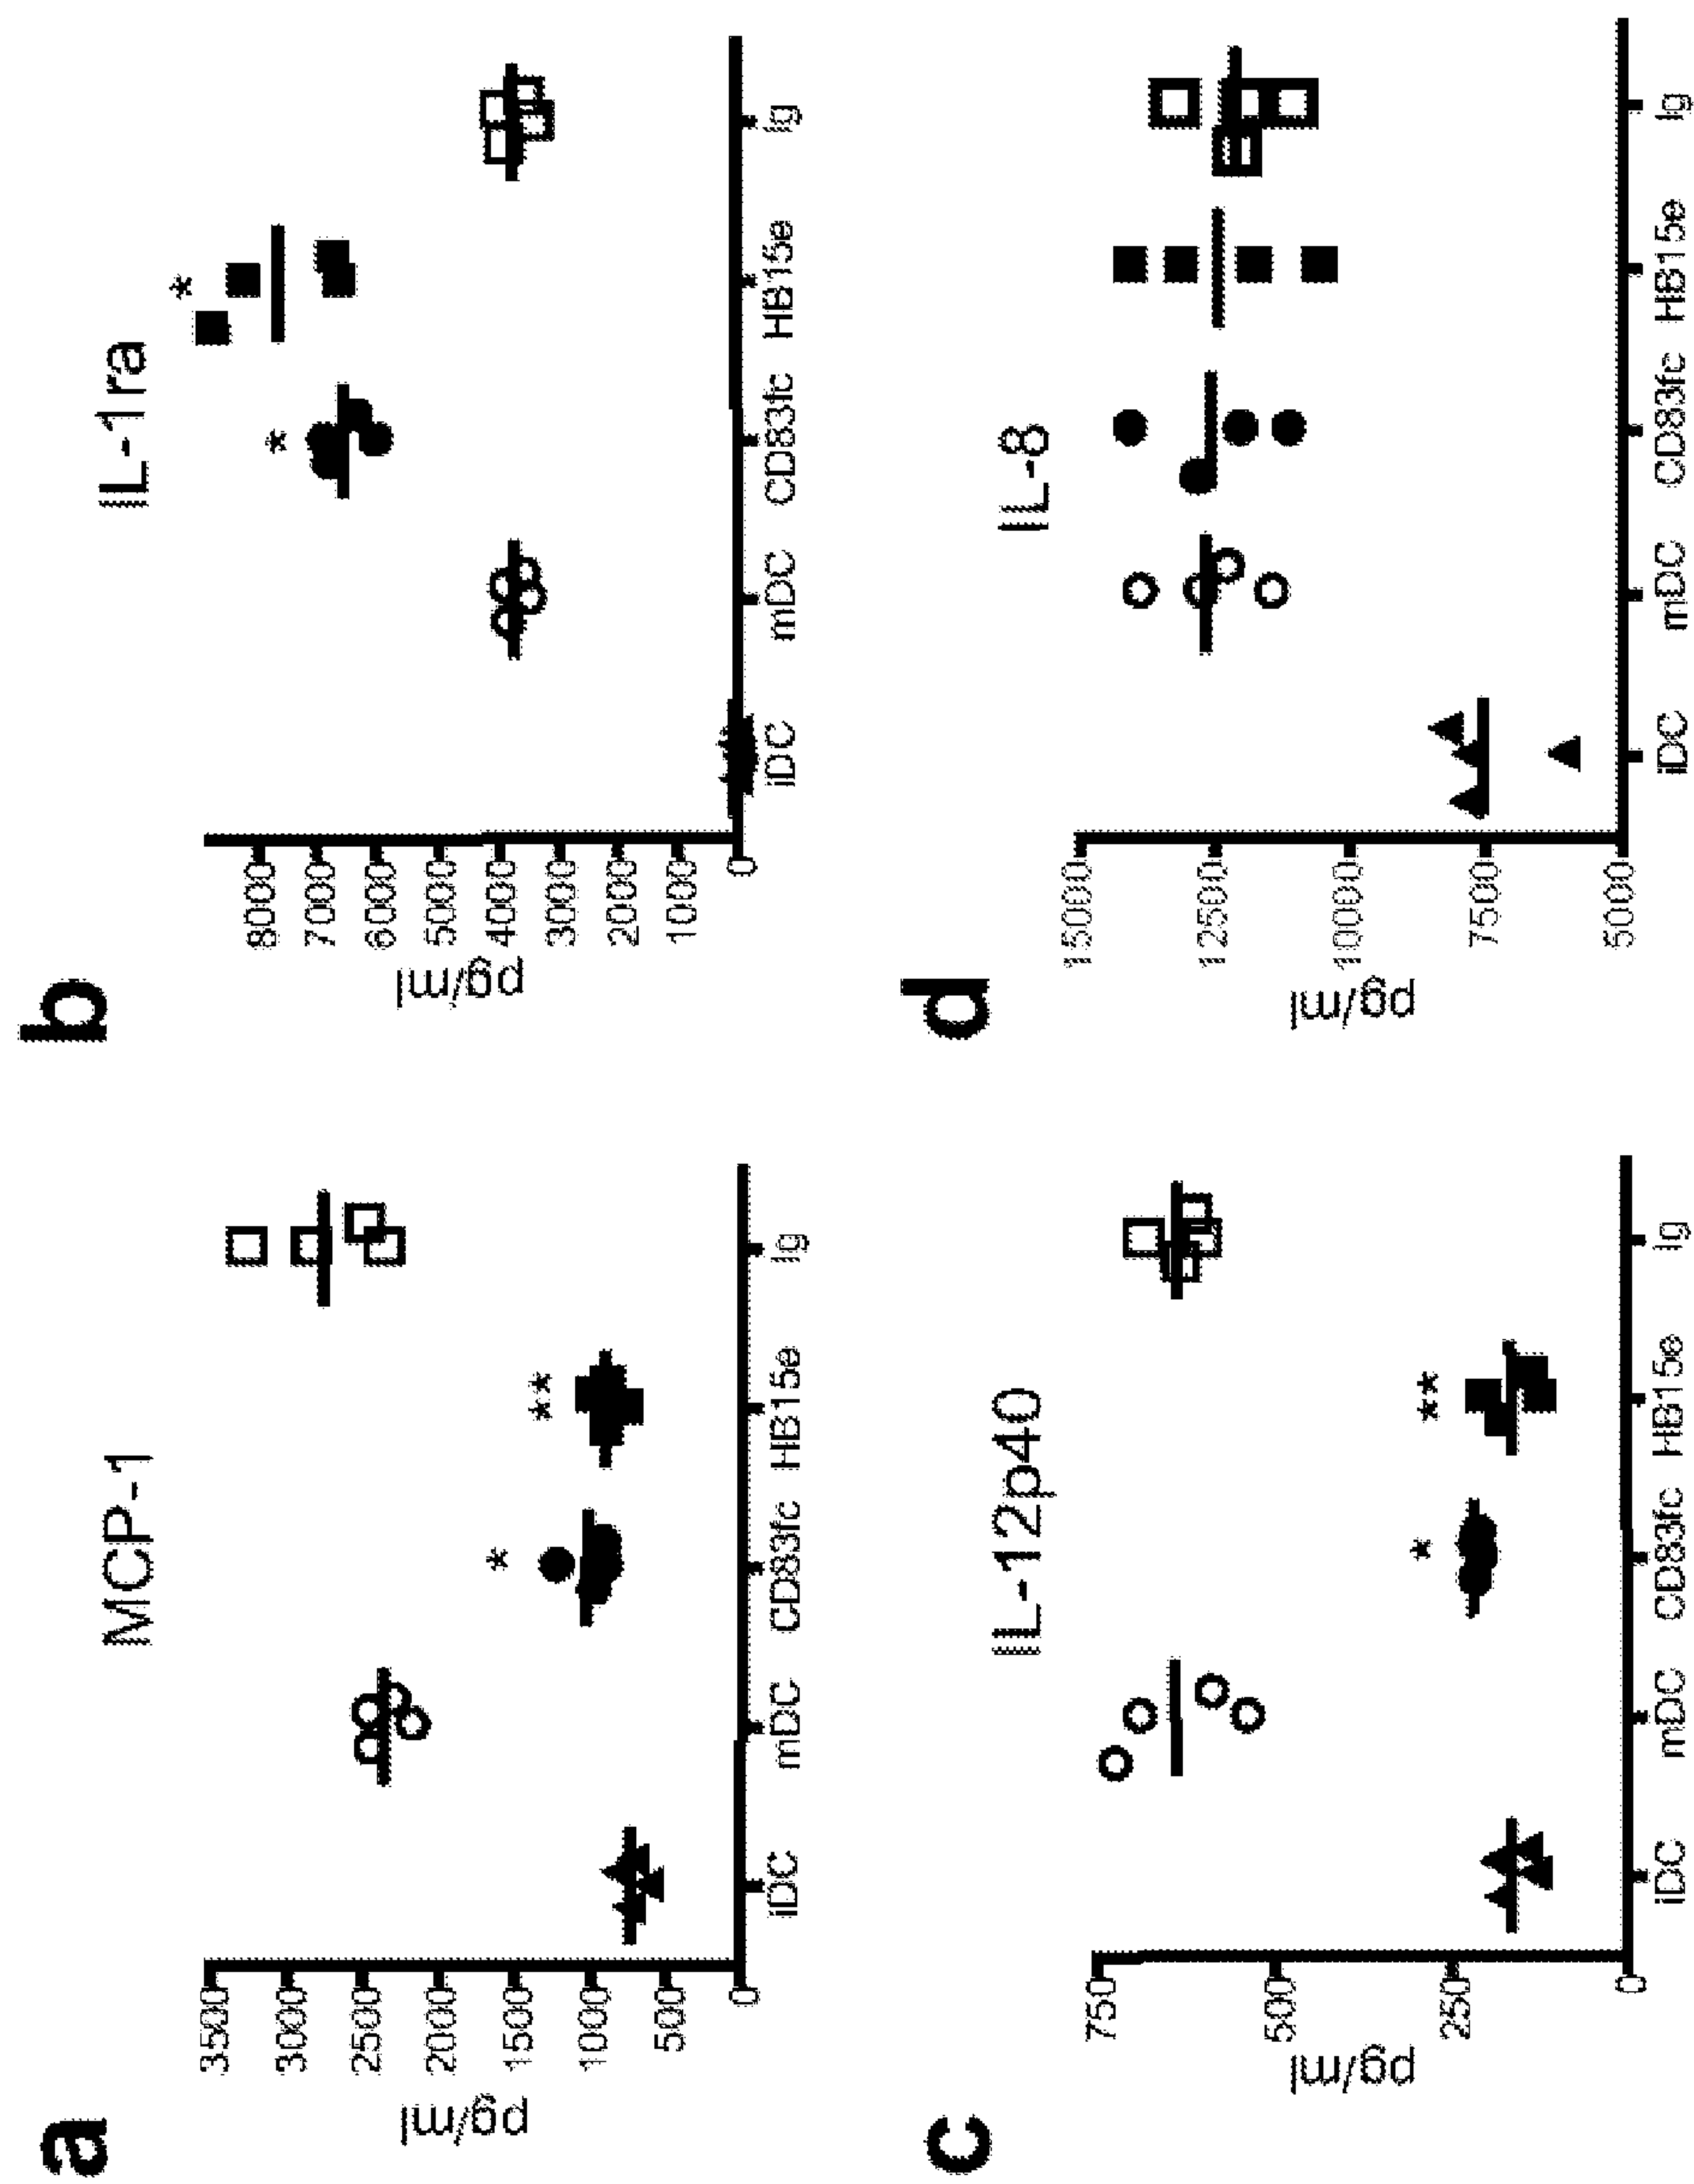 a
MCP-1
pg/ml
3500
3000
2500
2000
1500
1000
500
0
*
**
iDC mDC CD83fc HB15e Ig
b
IL-1ra
pg/ml
8000
7000
6000
5000
4000
3000
2000
1000
0
*
*
iDC mDC CD83fc HB15e Ig
c
IL-12p40
pg/ml
750
500
250
0
*
**
iDC mDC CD83fc HB15e Ig
d
IL-8
pg/ml
15000
12500
10000
7500
5000
iDC mDC CD83fc HB15e Ig